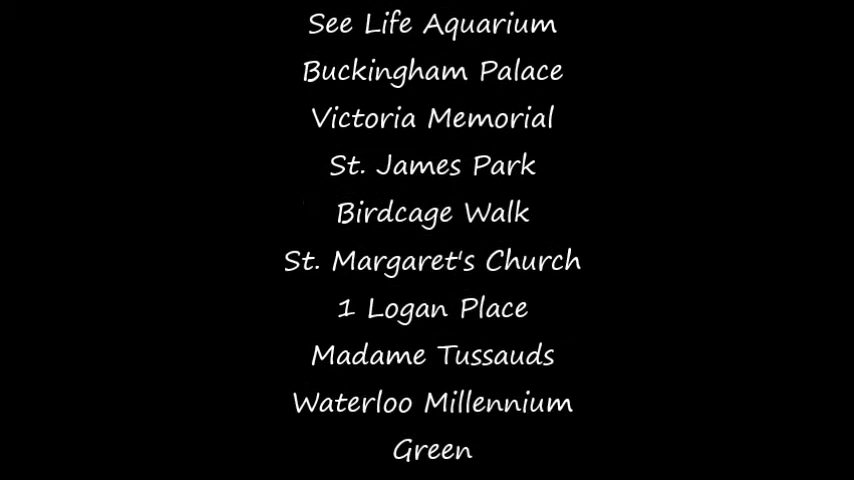 See Life Aquarium
Buckingham Palace
Victoria Memorial
St. James Park
Birdcage Walk
St. Margaret's Church
1 Logan Place
Madame Tussauds
Waterloo Millennium
Green